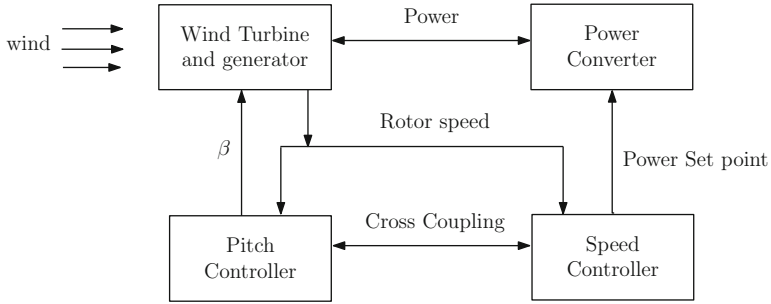 wind
Wind Turbine
and generator
Power
Power
Converter
Rotor speed
β
Power Set point
Pitch
Controller
Cross Coupling
Speed
Controller